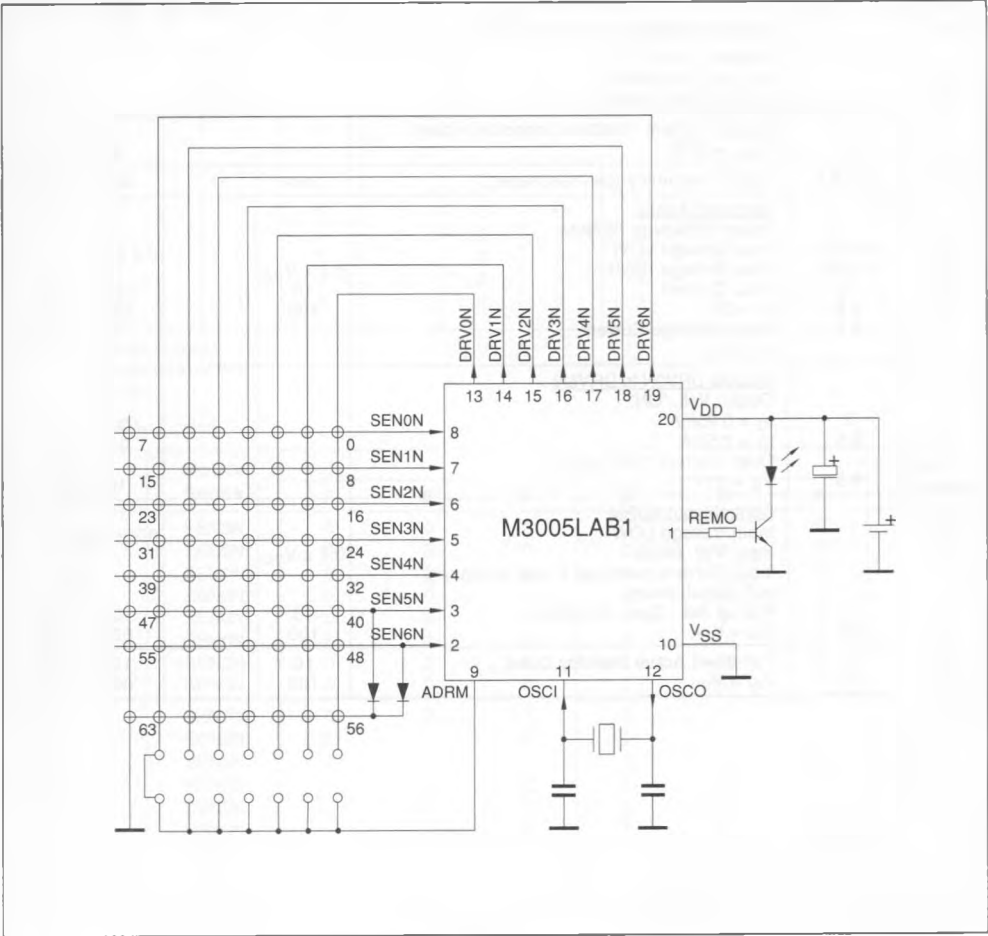 DRV0N
DRV1N
DRV2N
DRV3N
DRV4N
DRV5N
DRV6N
13 14 15 16 17 18 19
VDD
20
SEN0N
7 0 8
SEN1N
15 8 7
SEN2N
23 16 6
SEN3N
31 24 5
SEN4N
39 32 4
SEN5N
47 40 3
SEN6N
55 48 2
63 56
M3005LAB1
REMO
1
VSS
10
+
+
9 11 12
ADRM OSCI OSCO